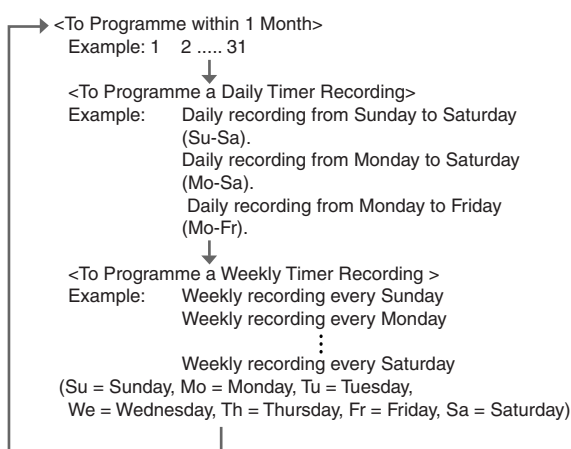 <To Programme within 1 Month>
Example: 1 2 ..... 31
<To Programme a Daily Timer Recording>
Example: Daily recording from Sunday to Saturday
(Su-Sa).
Daily recording from Monday to Saturday
(Mo-Sa).
Daily recording from Monday to Friday
(Mo-Fr).
<To Programme a Weekly Timer Recording >
Example: Weekly recording every Sunday
Weekly recording every Monday
Weekly recording every Saturday
(Su = Sunday, Mo = Monday, Tu = Tuesday,
We = Wednesday, Th = Thursday, Fr = Friday, Sa = Saturday)